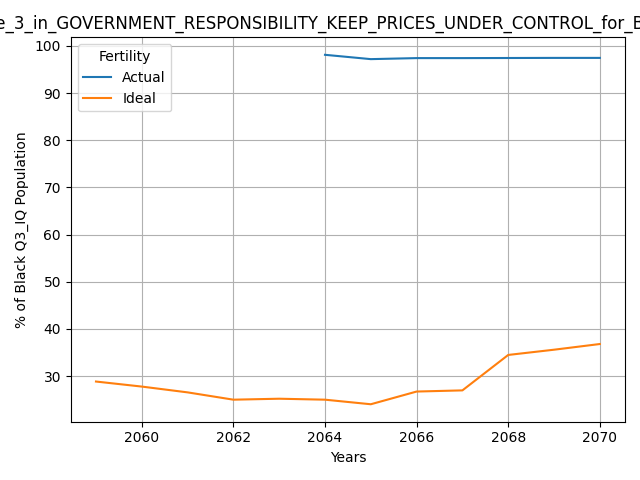 e_3_in_GOVERNMENT_RESPONSIBILITY_KEEP_PRICES_UNDER_CONTROL_for_B
Fertility
Actual
Ideal
100
90
80
70
60
50
40
30
% of Black Q3_IQ Population
2060 2062 2064 2066 2068 2070
Years